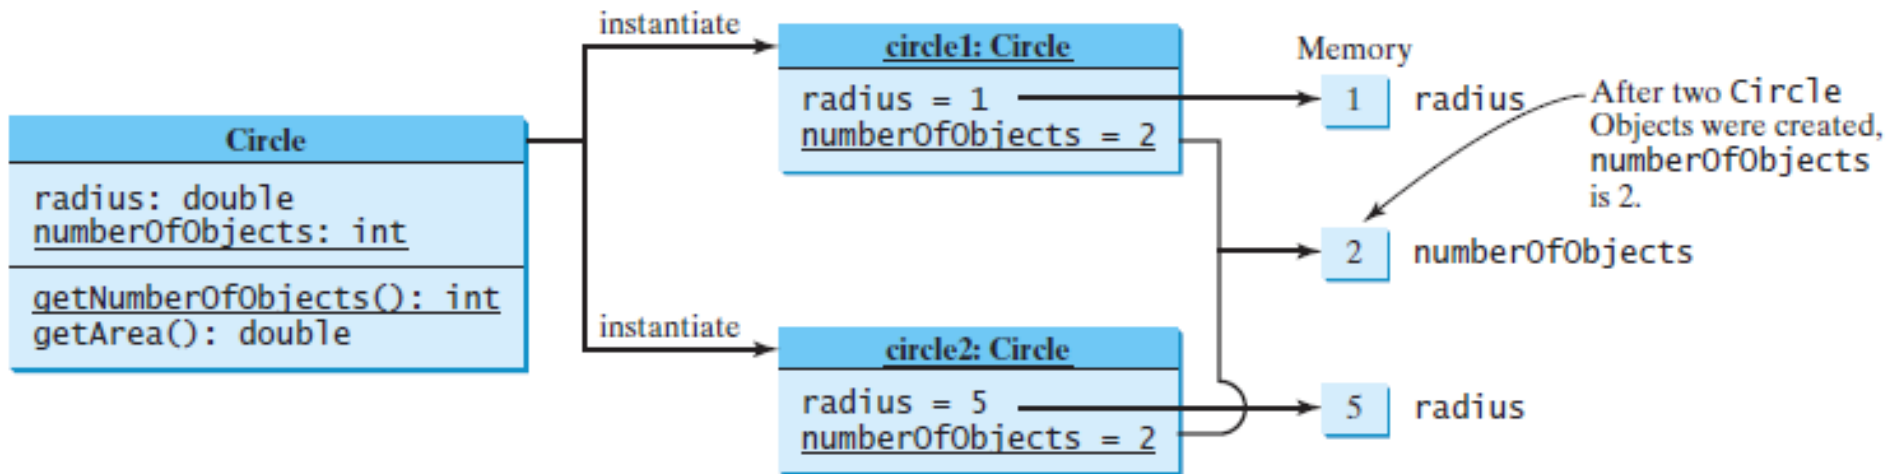 Circle
radius: double
numberOfObjects: int
getNumberOfObjects(): int
getArea(): double
instantiate
circle1: Circle
radius = 1
numberOfObjects = 2
instantiate
circle2: Circle
radius = 5
numberOfObjects = 2
Memory
1 radius
2 numberOfObjects
5 radius
After two Circle
Objects were created,
numberOfObjects
is 2.